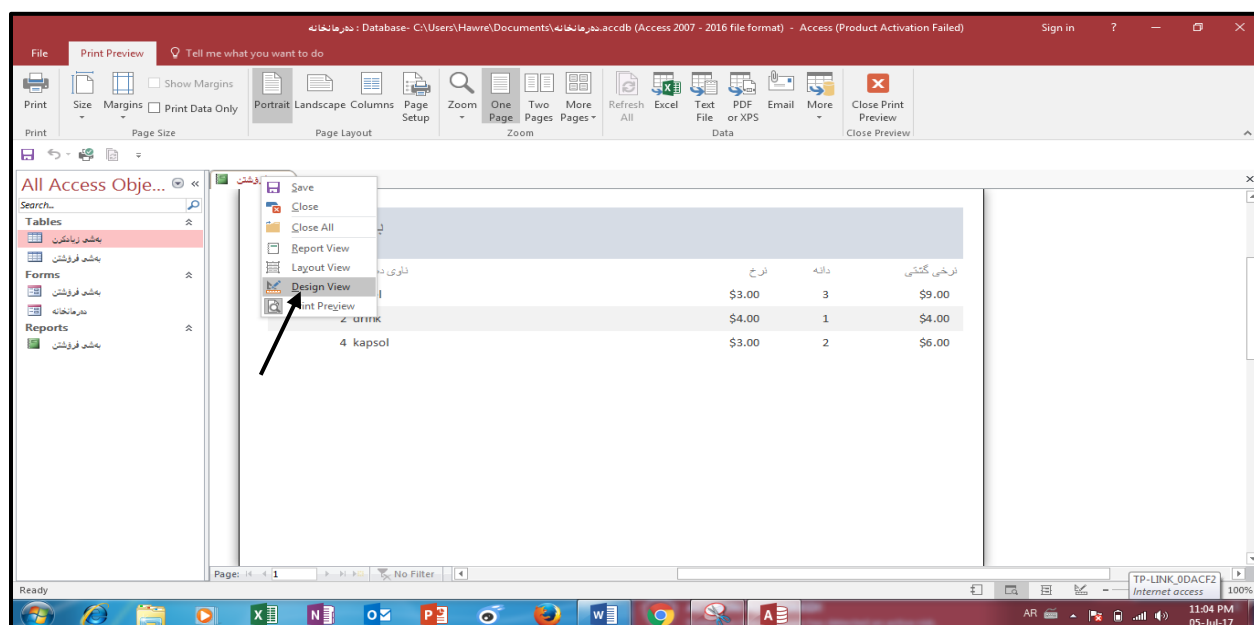 دەرمانخانە : Database- C:\Users\Hawre\Documents\دەرمانخانە.accdb (Access 2007 - 2016 file format) - Access (Product Activation Failed)
Sign in ?
File Print Preview Tell me what you want to do
Print Size Margins Show Margins Print Data Only Portrait Landscape Columns Page Setup Zoom One Page Two Pages More Pages Refresh All Excel Text File PDF or XPS Email More Close Print Preview
Print Page Size Page Layout Zoom Data Close Preview
All Access Obje...
Search...
Tables
بەشی زیادکرن
بەشی فرۆشتن
Forms
بەشی فرۆشتن
دەرمانخانە
Reports
بەشی فرۆشتن
Save
Close
Close All
Report View
Layout View
Design View
Print Preview
ناوی نرخ دانە نرخی گشتی
$3.00 3 $9.00
2 drink $4.00 1 $4.00
4 kapsol $3.00 2 $6.00
Page: 1 No Filter
Ready
100%
TP-LINK_0DACF2
Internet access
AR
11:04 PM
05-Jul-17